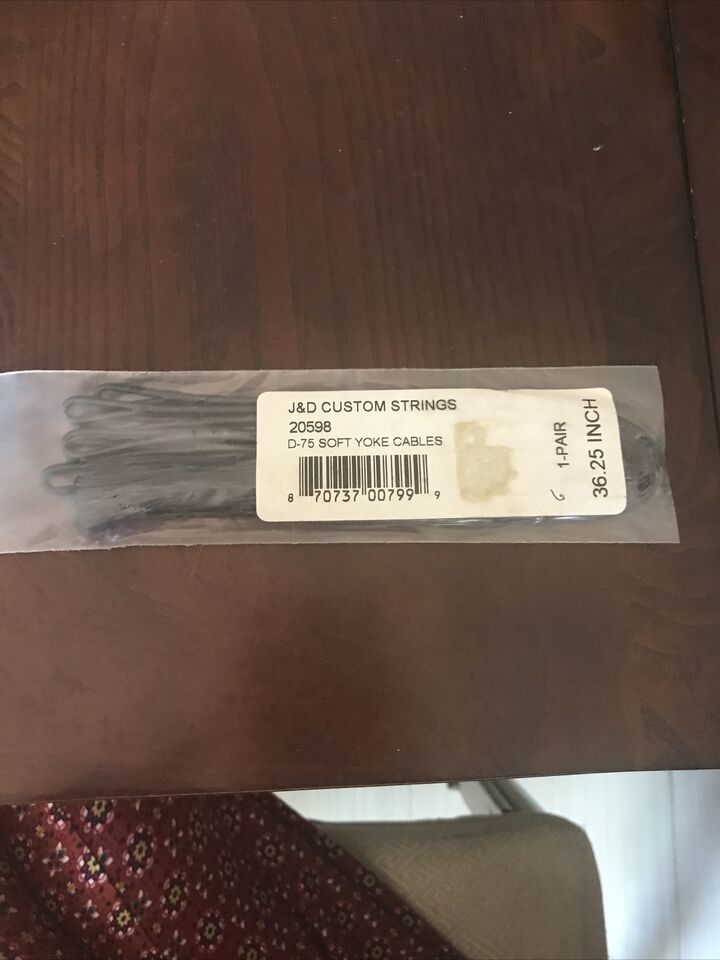 J&D CUSTOM STRINGS
20598
D-75 SOFT YOKE CABLES
8 70737 00799 9
1-PAIR
36.25 INCH